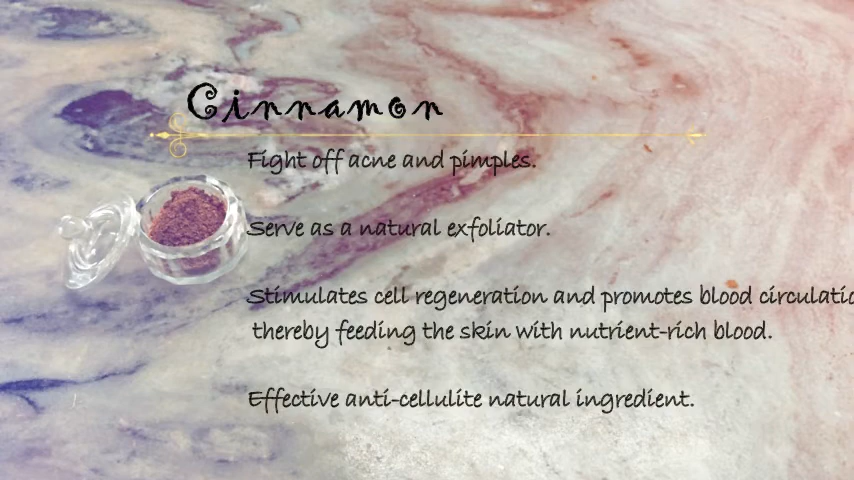 Cinnamon
Fight off acne and pimples.
Serve as a natural exfoliator.
Stimulates cell regeneration and promotes blood
thereby feeding the skin with nutrient-rich blood.
Effective anti-cellulite natural ingredient.